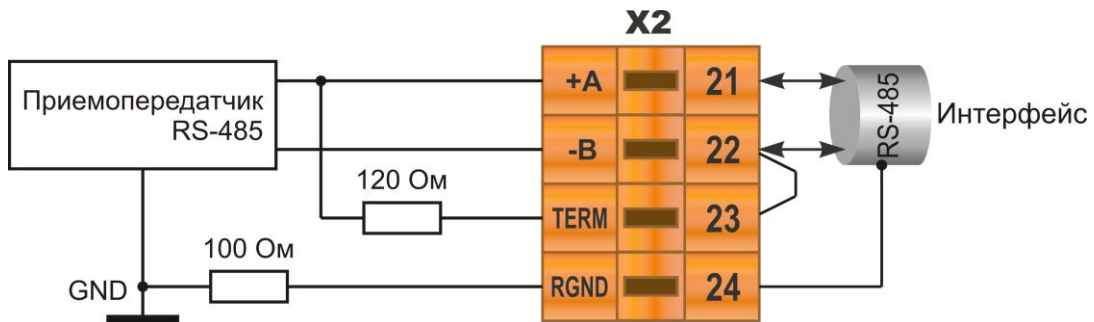 X2
Приемопередатчик
RS-485
+A
21
-B
22
TERM
23
RGND
24
120 Ом
100 Ом
GND
RS-485
Интерфейс